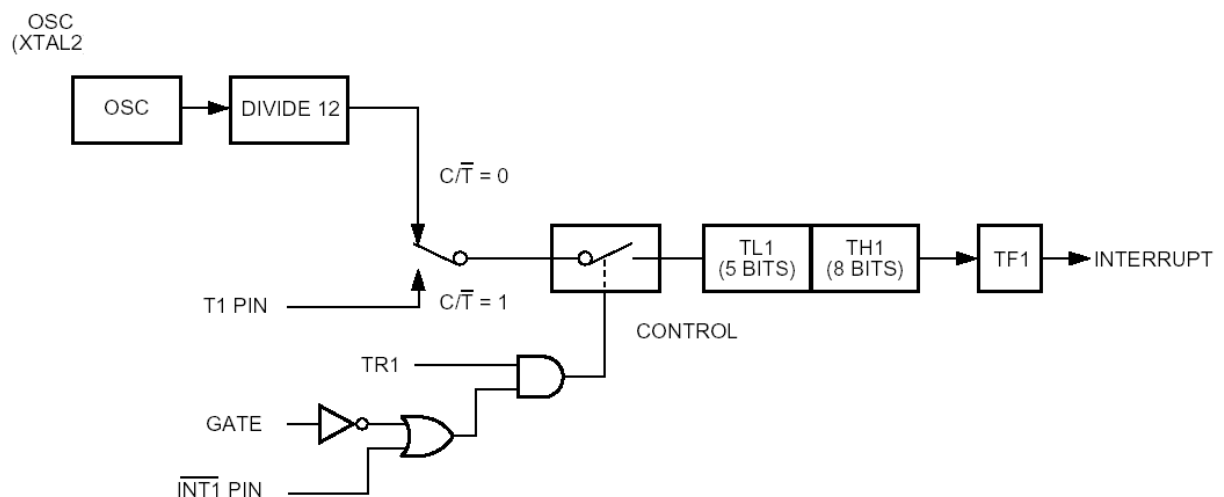 OSC
(XTAL2
OSC
DIVIDE 12
C/T̅ = 0
TL1
(5 BITS)
TH1
(8 BITS)
TF1
INTERRUPT
T1 PIN
C/T̅ = 1
CONTROL
TR1
GATE
I̅N̅T̅1̅ PIN